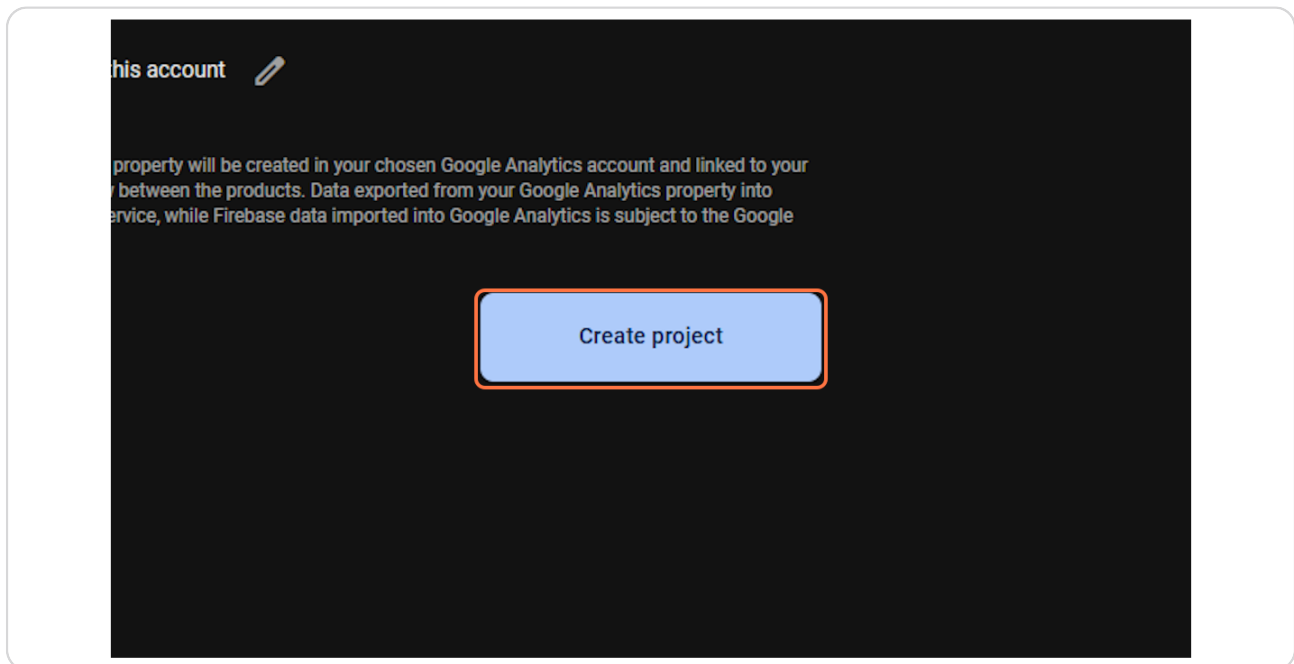 this account
property will be created in your chosen Google Analytics account and linked to your
between the products. Data exported from your Google Analytics property into
ervice, while Firebase data imported into Google Analytics is subject to the Google
Create project